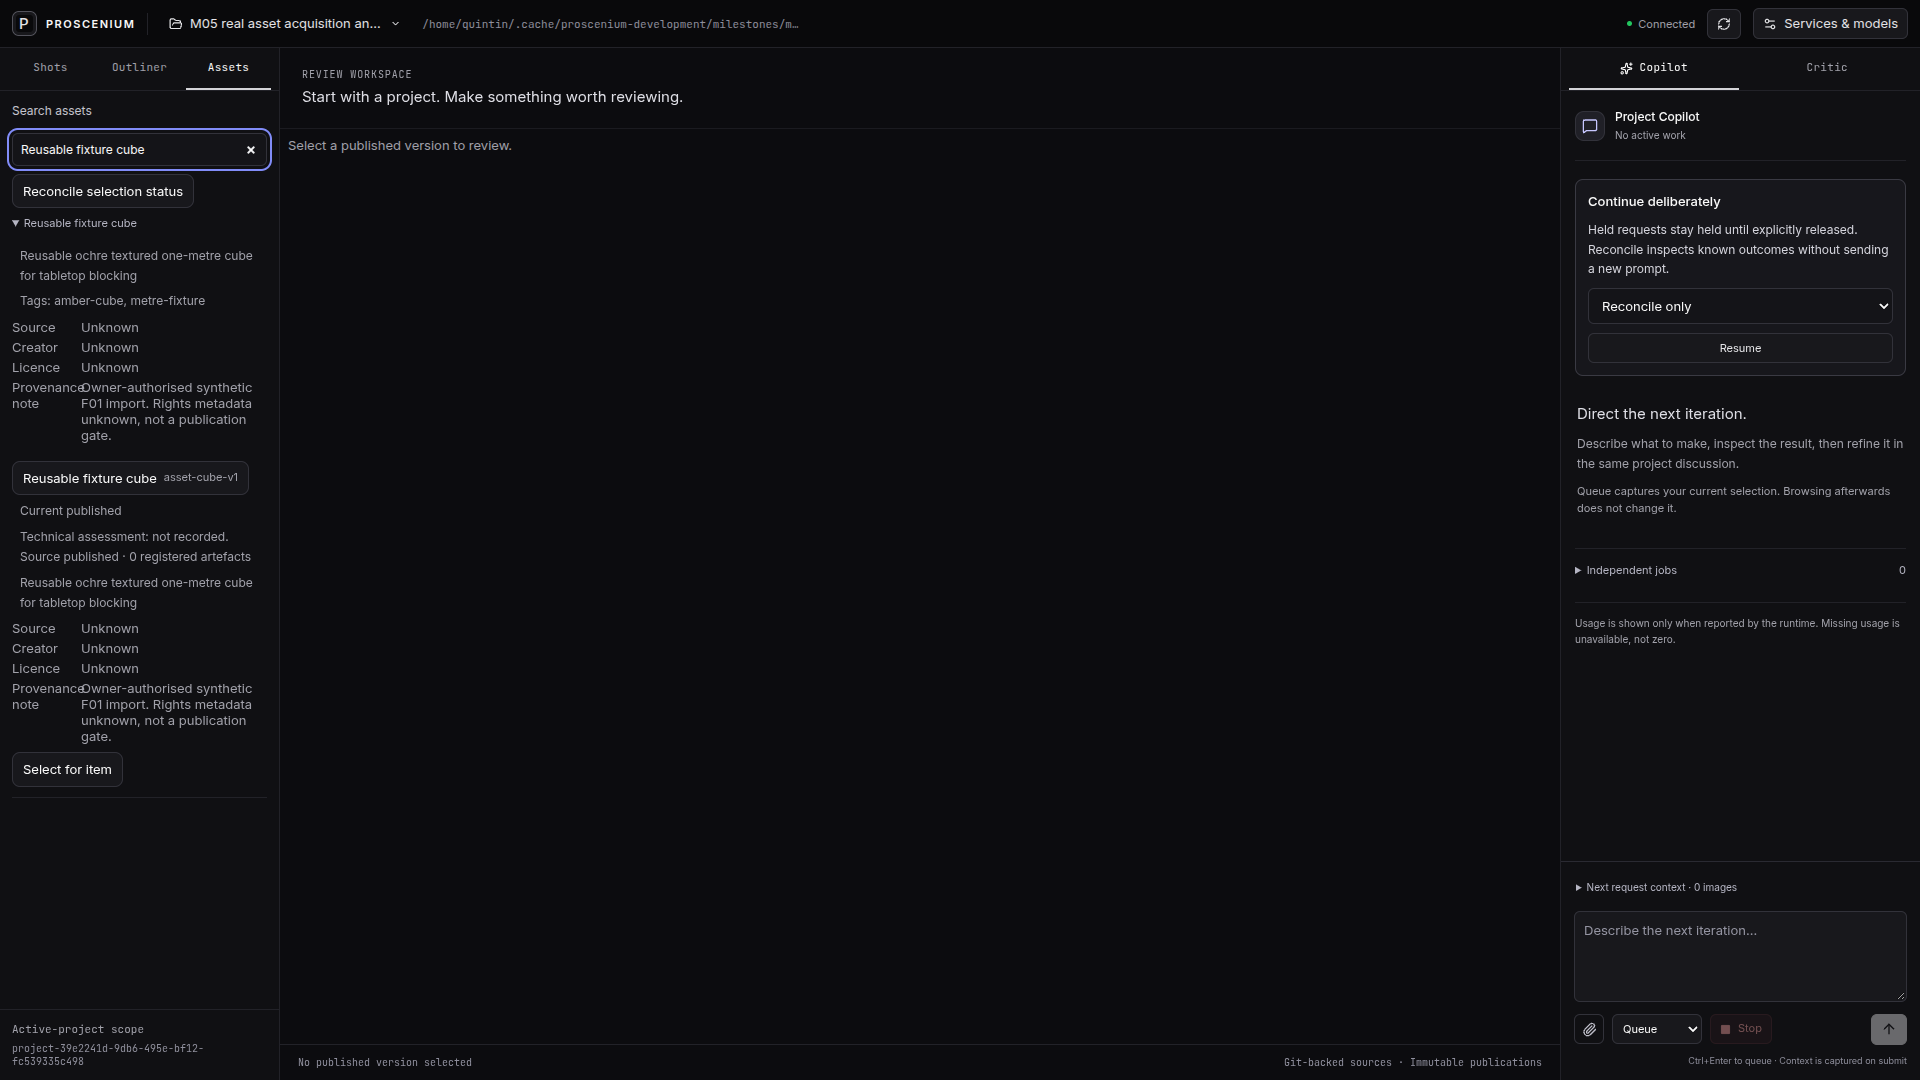 P PROSCENIUM
M05 real asset acquisition an...
/home/quintin/.cache/proscenium-development/milestones/m…
Connected
Services & models
Shots
Outliner
Assets
Search assets
Reusable fixture cube
Reconcile selection status
Reusable fixture cube
Reusable ochre textured one-metre cube
for tabletop blocking
Tags: amber-cube, metre-fixture
Source Unknown
Creator Unknown
Licence Unknown
Provenance note
Owner-authorised synthetic
F01 import. Rights metadata
unknown, not a publication
gate.
Reusable fixture cube asset-cube-v1
Current published
Technical assessment: not recorded.
Source published · 0 registered artefacts
Reusable ochre textured one-metre cube
for tabletop blocking
Source Unknown
Creator Unknown
Licence Unknown
Provenance note
Owner-authorised synthetic
F01 import. Rights metadata
unknown, not a publication
gate.
Select for item
Active-project scope
project-39e2241d-9db6-495e-bf12-
fc539335c498
REVIEW WORKSPACE
Start with a project. Make something worth reviewing.
Select a published version to review.
No published version selected
Git-backed sources · Immutable publications
Copilot
Critic
Project Copilot
No active work
Continue deliberately
Held requests stay held until explicitly released.
Reconcile inspects known outcomes without sending
a new prompt.
Reconcile only
Resume
Direct the next iteration.
Describe what to make, inspect the result, then refine it in
the same project discussion.
Queue captures your current selection. Browsing afterwards
does not change it.
Independent jobs 0
Usage is shown only when reported by the runtime. Missing usage is
unavailable, not zero.
Next request context · 0 images
Describe the next iteration...
Queue
Stop
Ctrl+Enter to queue · Context is captured on submit